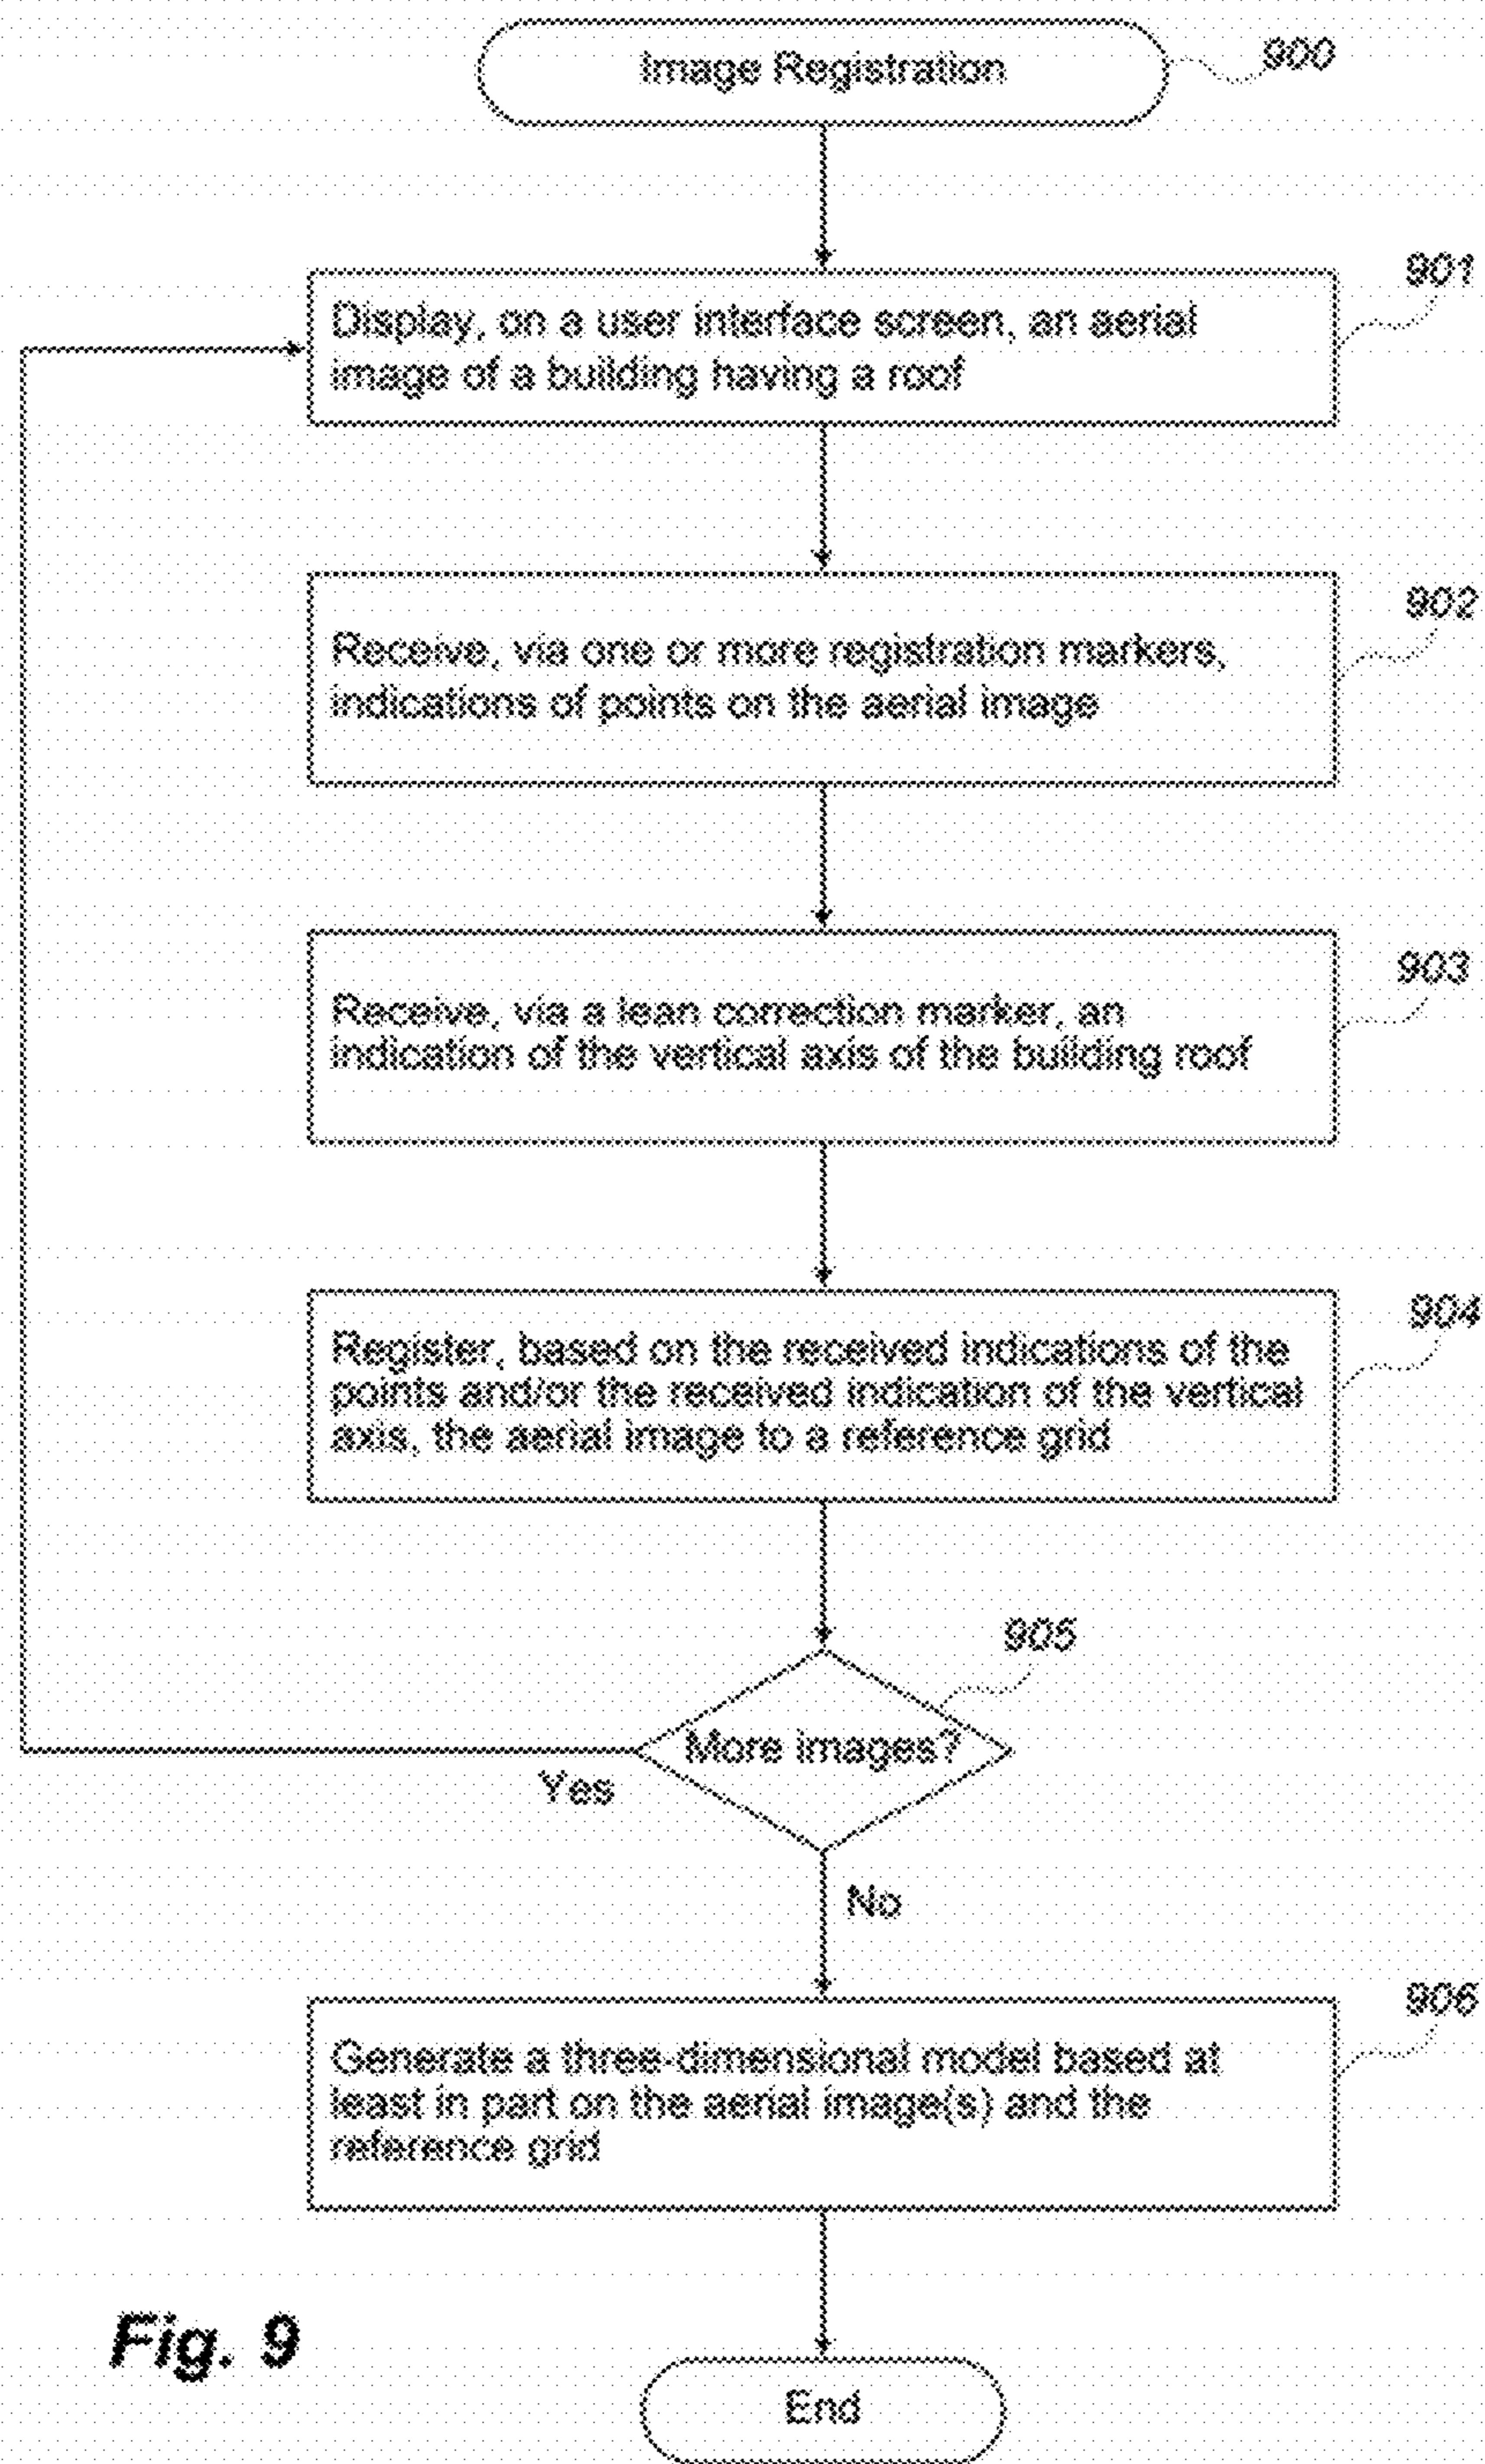 Image Registration
900
901
Display, on a user interface screen, an aerial
image of a building having a roof
902
Receive, via one or more registration markers,
indications of points on the aerial image
903
Receive, via a lean correction marker, an
indication of the vertical axis of the building roof
904
Register, based on the received indications of the
points and/or the received indication of the vertical
axis, the aerial image to a reference grid
905
More images?
Yes
No
906
Generate a three-dimensional model based at
least in part on the aerial image(s) and the
reference grid
Fig. 9
End